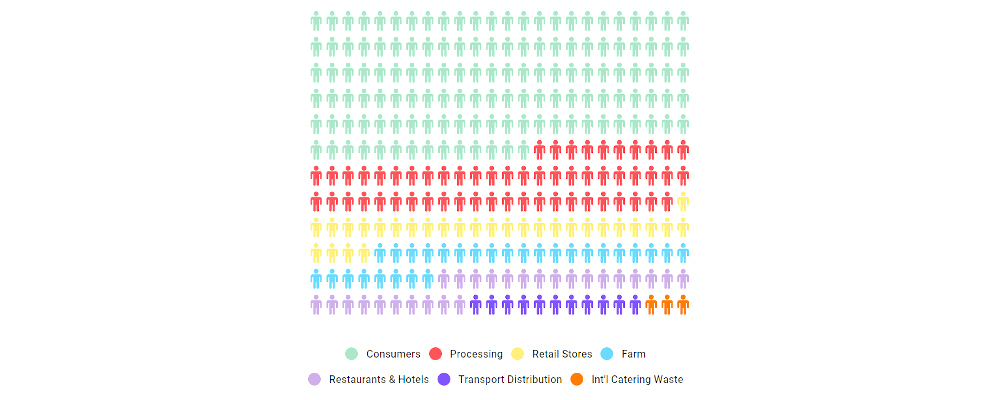 Consumers Processing Retail Stores Farm
Restaurants & Hotels Transport Distribution Int'l Catering Waste